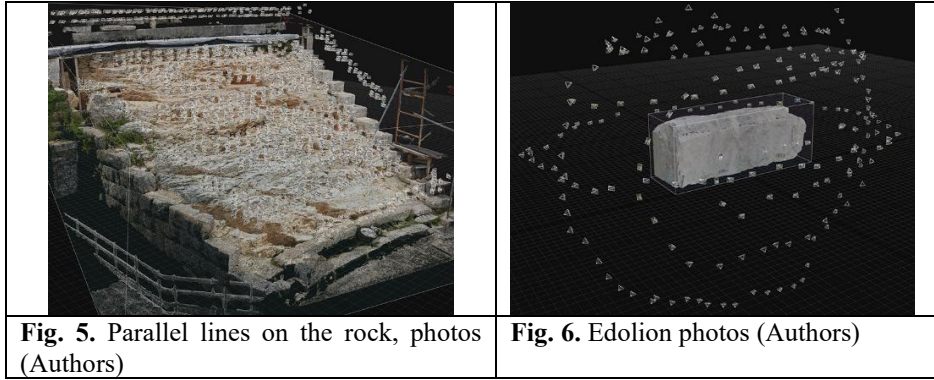 Fig. 5. Parallel lines on the rock, photos
(Authors)
Fig. 6. Edolion photos (Authors)